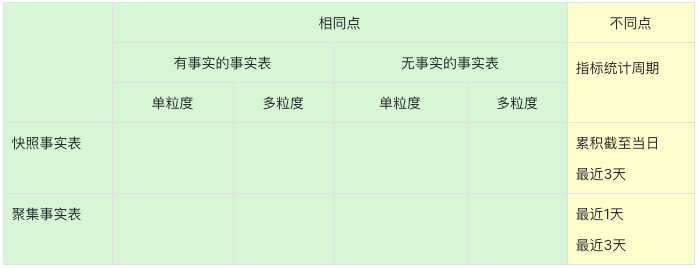 相同点
不同点
有事实的事实表
无事实的事实表
指标统计周期
单粒度
多粒度
单粒度
多粒度
快照事实表
累积截至当日
最近3天
聚集事实表
最近1天
最近3天